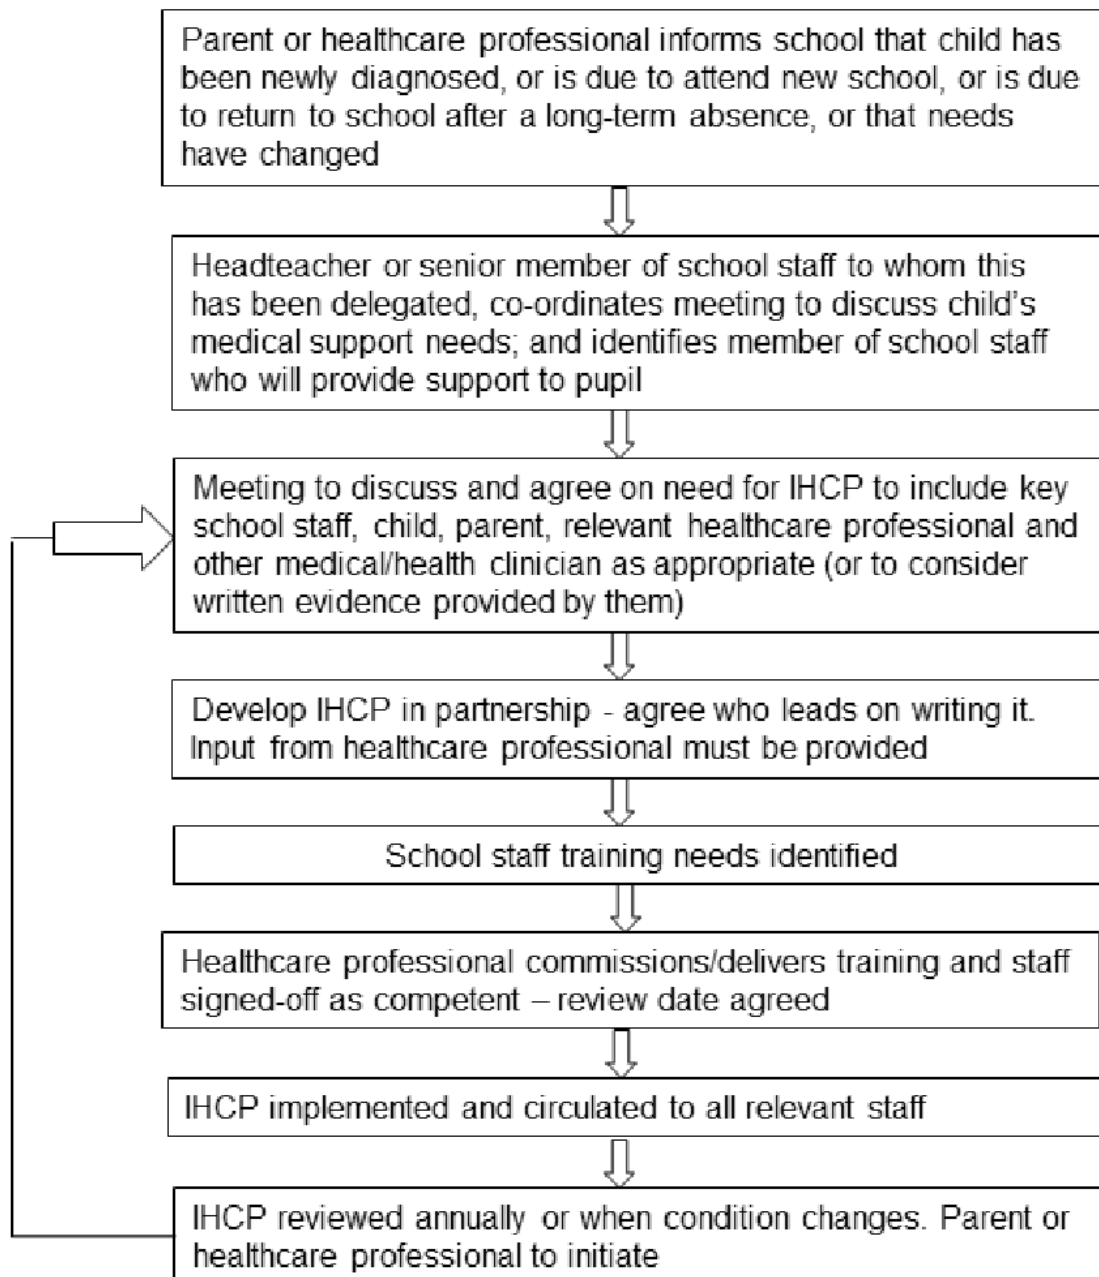 Parent or healthcare professional informs school that child has
been newly diagnosed, or is due to attend new school, or is due
to return to school after a long-term absence, or that needs
have changed
Headteacher or senior member of school staff to whom this
has been delegated, co-ordinates meeting to discuss child's
medical support needs; and identifies member of school staff
who will provide support to pupil
Meeting to discuss and agree on need for IHCP to include key
school staff, child, parent, relevant healthcare professional and
other medical/health clinician as appropriate (or to consider
written evidence provided by them)
Develop IHCP in partnership - agree who leads on writing it.
Input from healthcare professional must be provided
School staff training needs identified
Healthcare professional commissions/delivers training and staff
signed-off as competent – review date agreed
IHCP implemented and circulated to all relevant staff
IHCP reviewed annually or when condition changes. Parent or
healthcare professional to initiate